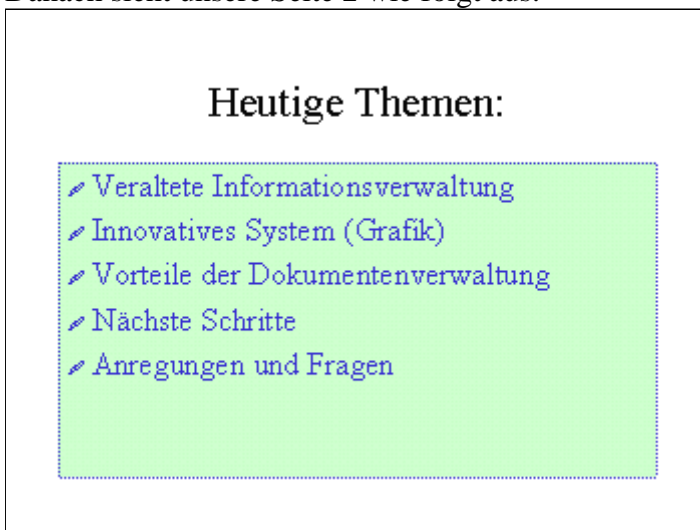 Danach sieht unsere Seite 2 wie folgt aus:
Heutige Themen:
Veraltete Informationsverwaltung
Innovatives System (Grafik)
Vorteile der Dokumentenverwaltung
Nächste Schritte
Anregungen und Fragen